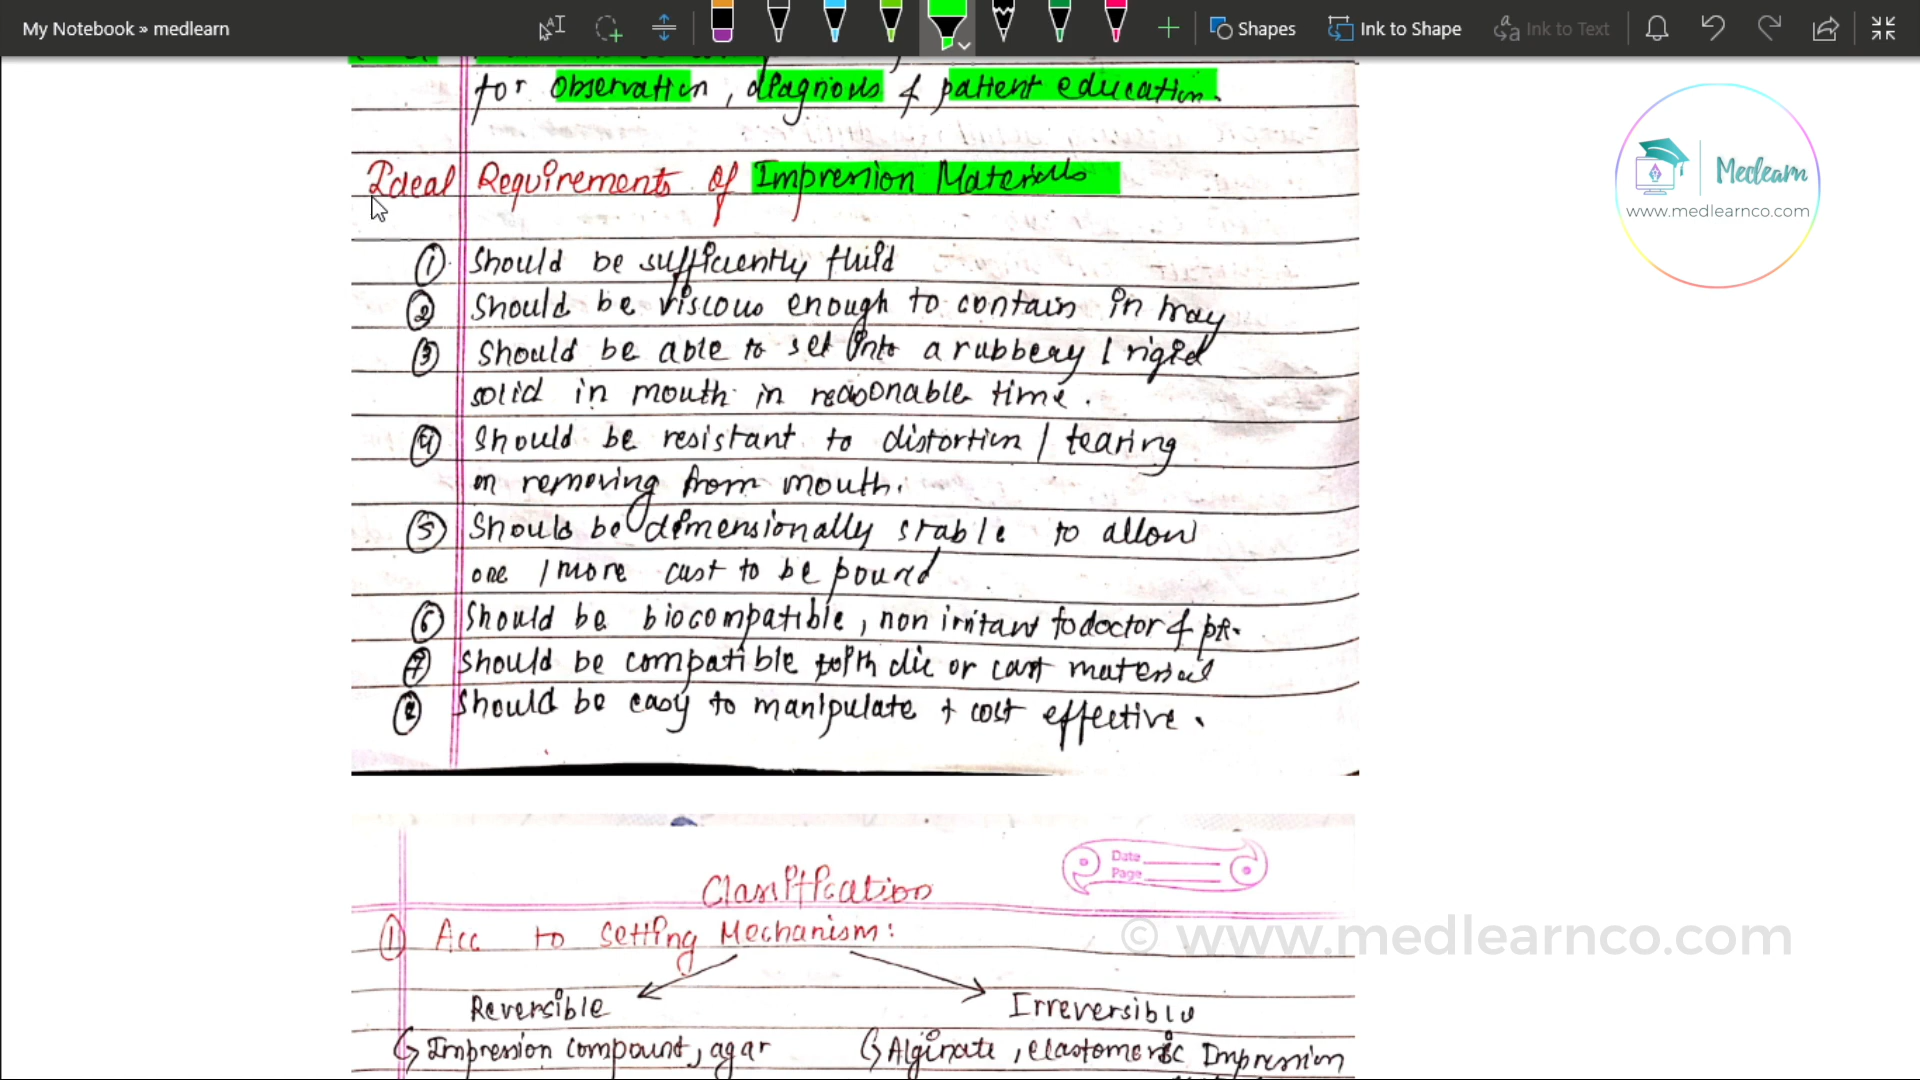 My Notebook » medlearn
Shapes
Ink to Shape
Ink to Text
for observation, diagnosis & patient education.
Ideal Requirements of Impression Materials
① Should be sufficiently fluid
② Should be viscous enough to contain in tray
③ Should be able to set into a rubbery / rigid
solid in mouth in reasonable time.
④ Should be resistant to distortion / tearing
on removing from mouth.
⑤ Should be dimensionally stable to allow
one / more cast to be pourd
⑥ Should be biocompatible, non irritant to doctor & pt.
⑦ Should be compatible with die or cast material
⑧ Should be easy to manipulate + cost effective.
Medlearn
www.medlearnco.com
Date
Page
Classification
① Acc to Setting Mechanism:
© www.medlearnco.com
Reversible Irreversible
Impression compound, agar Alginate, elastomeric Impression